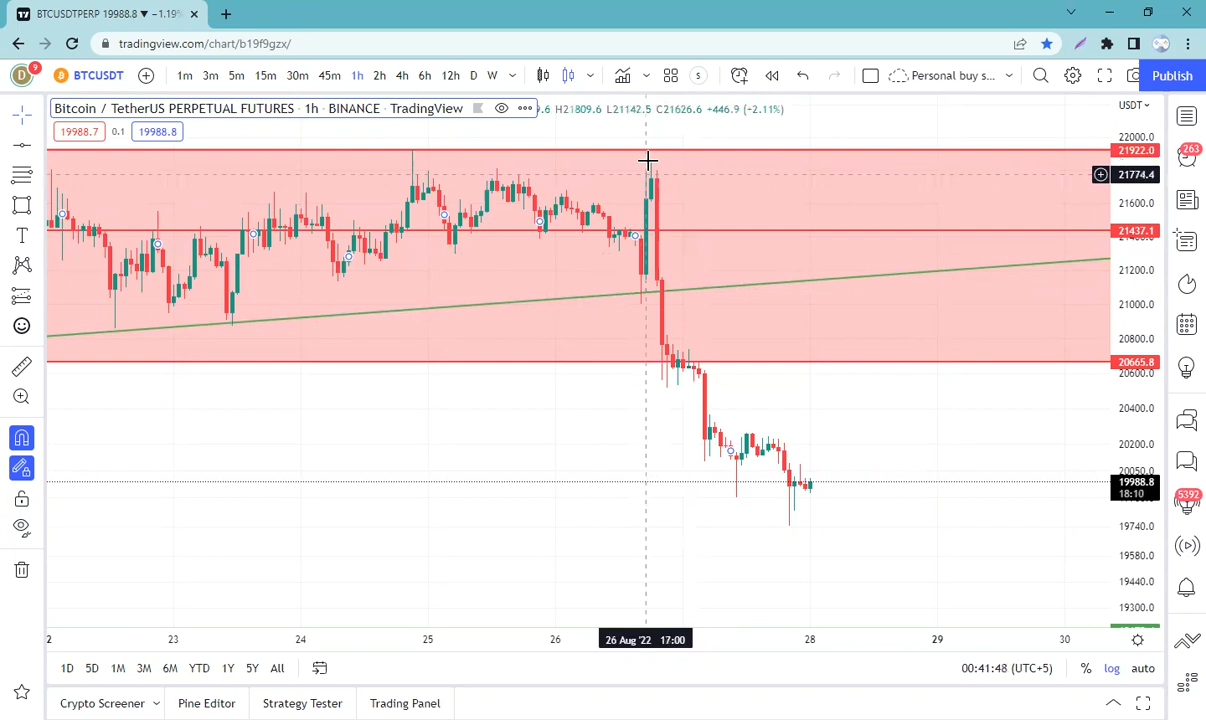 BTCUSDTPERP 19988.8 ▼ −1.19%
tradingview.com/chart/b19f9gzx/
D 9 BTCUSDT 1m 3m 5m 15m 30m 45m 1h 2h 4h 6h 12h D W Personal buy s... Publish
Bitcoin / TetherUS PERPETUAL FUTURES · 1h · BINANCE · TradingView 9.6 H21809.6 L21142.5 C21626.6 +446.9 (−2.11%)
USDT
19988.7 0.1 19988.8
22000.0
21922.0
263
21774.4
21600.0
21437.1
21200.0
21000.0
20800.0
20665.8
20600.0
20400.0
20200.0
20050.0
19988.8
18:10
5392
19740.0
19580.0
19440.0
19300.0
2 23 24 25 26 26 Aug '22 17:00 28 29 30
1D 5D 1M 3M 6M YTD 1Y 5Y All 00:41:48 (UTC+5) % log auto
Crypto Screener Pine Editor Strategy Tester Trading Panel